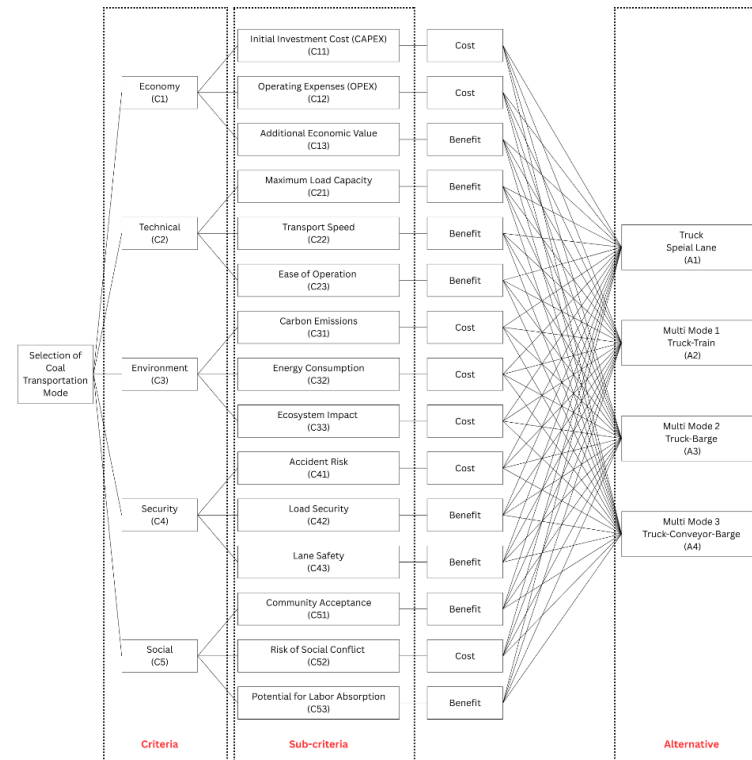 Selection of
Coal
Transportation
Mode
Economy
(C1)
Technical
(C2)
Environment
(C3)
Security
(C4)
Social
(C5)
Criteria
Initial Investment Cost (CAPEX)
(C11)
Operating Expenses (OPEX)
(C12)
Additional Economic Value
(C13)
Maximum Load Capacity
(C21)
Transport Speed
(C22)
Ease of Operation
(C23)
Carbon Emissions
(C31)
Energy Consumption
(C32)
Ecosystem Impact
(C33)
Accident Risk
(C41)
Load Security
(C42)
Lane Safety
(C43)
Community Acceptance
(C51)
Risk of Social Conflict
(C52)
Potential for Labor Absorption
(C53)
Sub-criteria
Cost
Cost
Benefit
Benefit
Benefit
Benefit
Cost
Cost
Cost
Cost
Benefit
Benefit
Benefit
Cost
Benefit
Truck
Speial Lane
(A1)
Multi Mode 1
Truck-Train
(A2)
Multi Mode 2
Truck-Barge
(A3)
Multi Mode 3
Truck-Conveyor-Barge
(A4)
Alternative